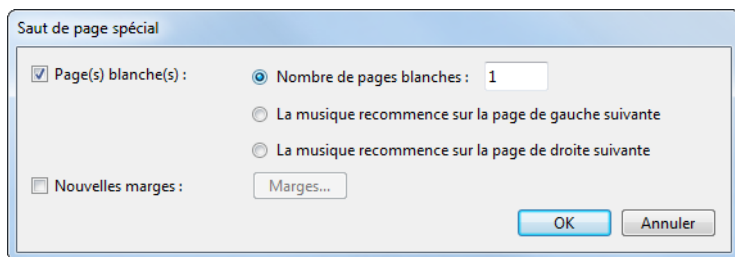 Saut de page spécial
Page(s) blanche(s) : Nombre de pages blanches : 1
La musique recommence sur la page de gauche suivante
La musique recommence sur la page de droite suivante
Nouvelles marges : Marges...
OK Annuler